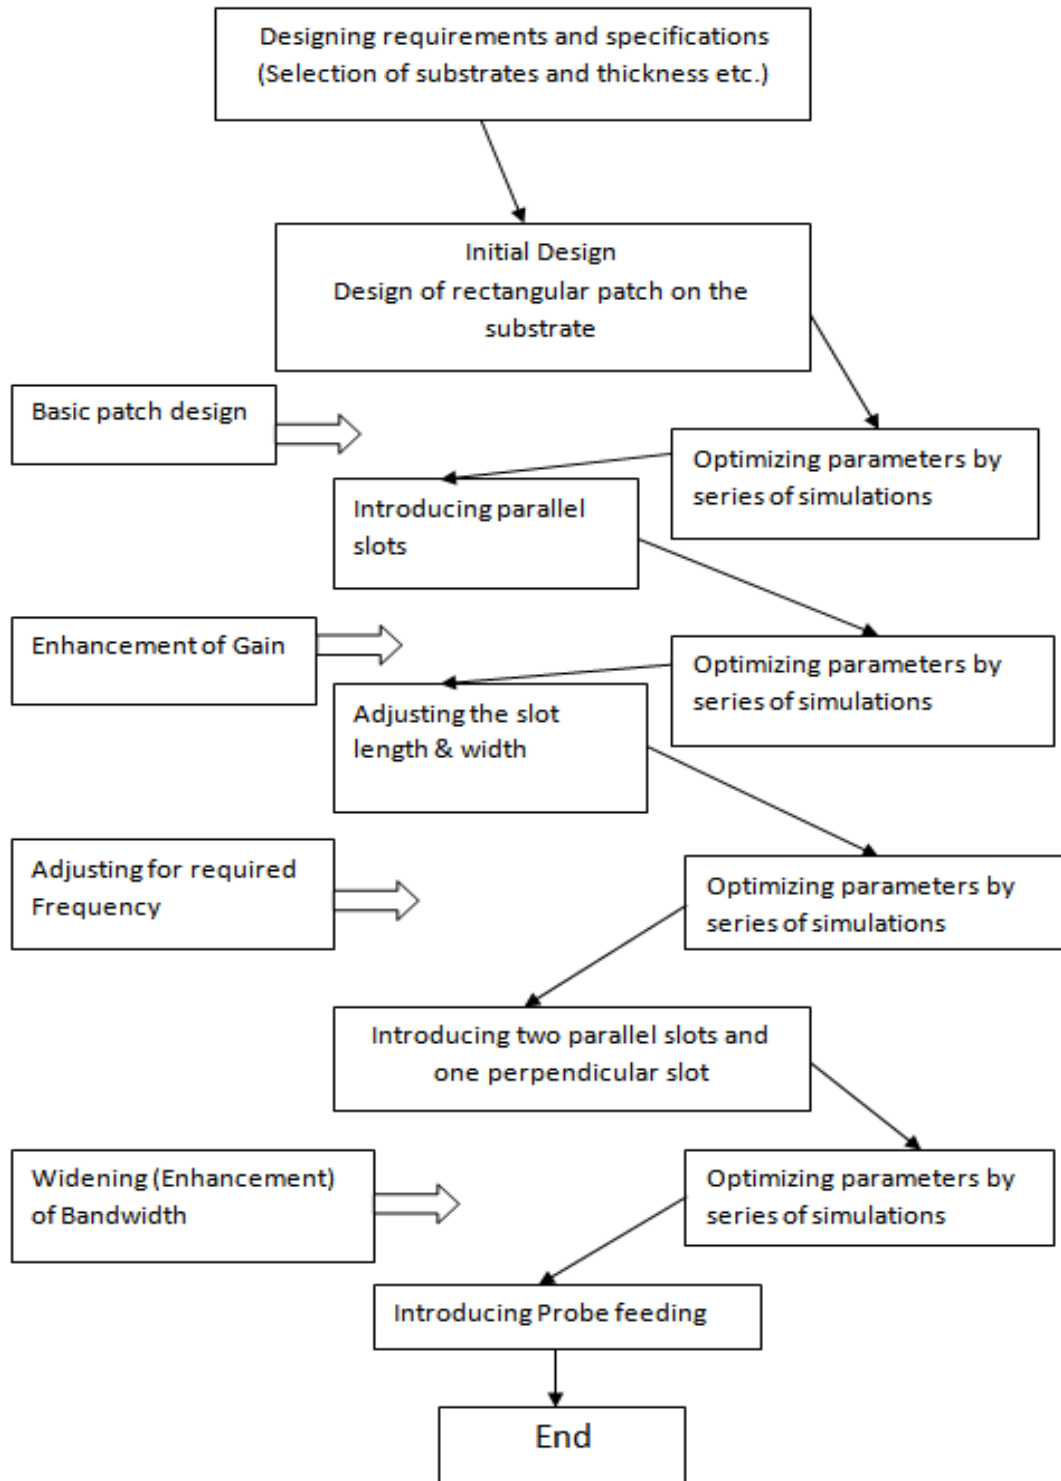 Designing requirements and specifications
(Selection of substrates and thickness etc.)
Initial Design
Design of rectangular patch on the
substrate
Basic patch design
Optimizing parameters by
series of simulations
Introducing parallel
slots
Enhancement of Gain
Optimizing parameters by
series of simulations
Adjusting the slot
length & width
Adjusting for required
Frequency
Optimizing parameters by
series of simulations
Introducing two parallel slots and
one perpendicular slot
Widening (Enhancement)
of Bandwidth
Optimizing parameters by
series of simulations
Introducing Probe feeding
End